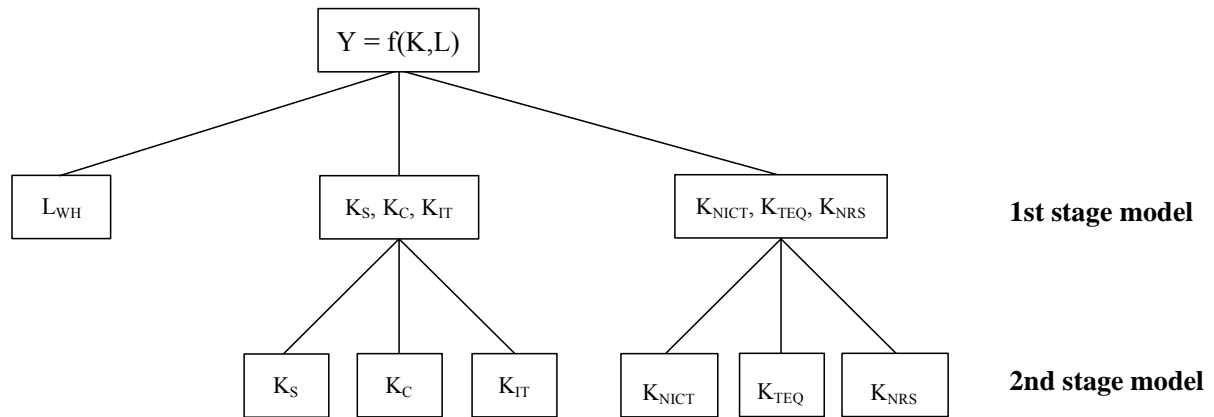 Y = f(K,L)
L_WH
K_S, K_C, K_IT
K_NICT, K_TEQ, K_NRS
1st stage model
K_S
K_C
K_IT
K_NICT
K_TEQ
K_NRS
2nd stage model